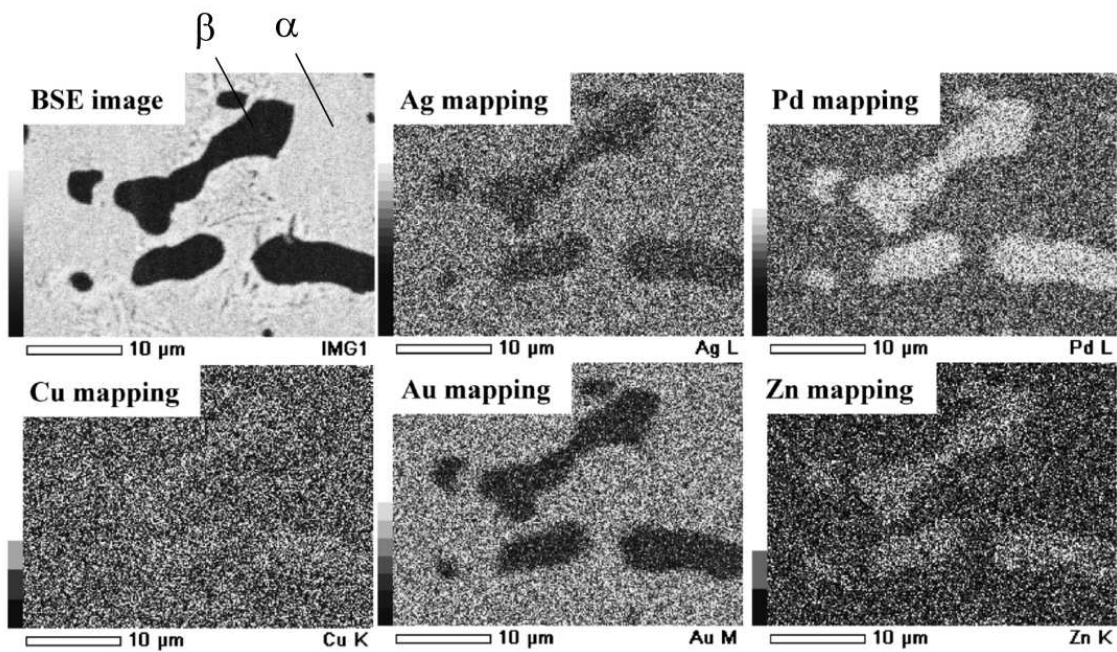 β α
BSE image Ag mapping Pd mapping
10 μm IMG1 10 μm Ag L 10 μm Pd L
Cu mapping Au mapping Zn mapping
10 μm Cu K 10 μm Au M 10 μm Zn K